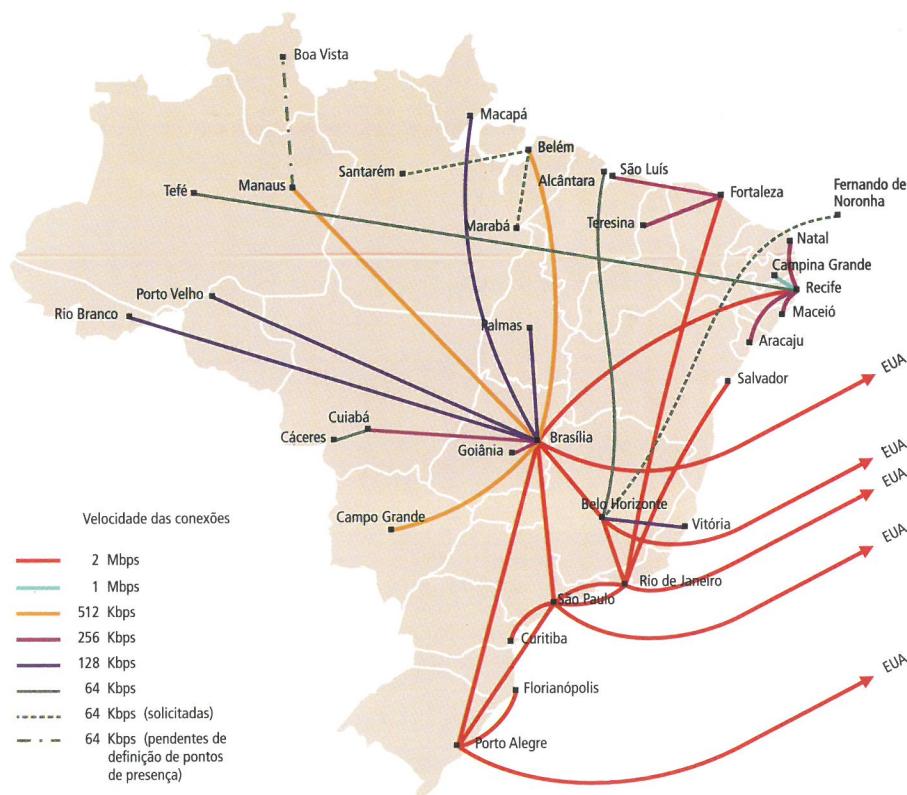 Boa Vista
Macapá
Belém
Santarém
São Luís
Alcântara
Manaus
Tefé
Fortaleza
Fernando de
Noronha
Marabá
Teresina
Natal
Campina Grande
Recife
Porto Velho
Maceió
Rio Branco
Palmas
Aracaju
EUA
Salvador
Cuiabá
Cáceres
Brasília
Goiânia
EUA
Belo Horizonte
EUA
Campo Grande
Vitória
EUA
Rio de Janeiro
São Paulo
Curitiba
Florianópolis
EUA
Porto Alegre
Velocidade das conexões
2 Mbps
1 Mbps
512 Kbps
256 Kbps
128 Kbps
64 Kbps
64 Kbps (solicitadas)
64 Kbps (pendentes de
definição de pontos
de presença)